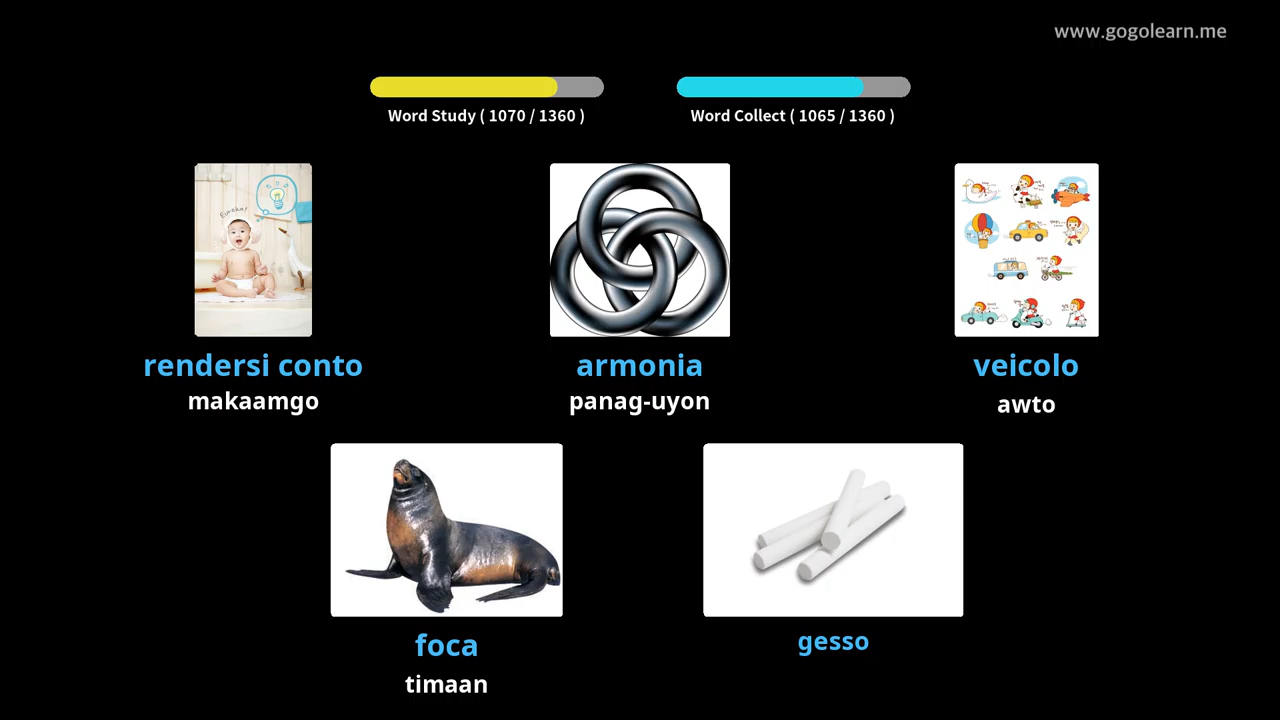 www.gogolearn.me
Word Study ( 1070 / 1360 )
Word Collect ( 1065 / 1360 )
Eureka!
rendersi conto
makaamgo
armonia
panag-uyon
veicolo
awto
foca
timaan
gesso